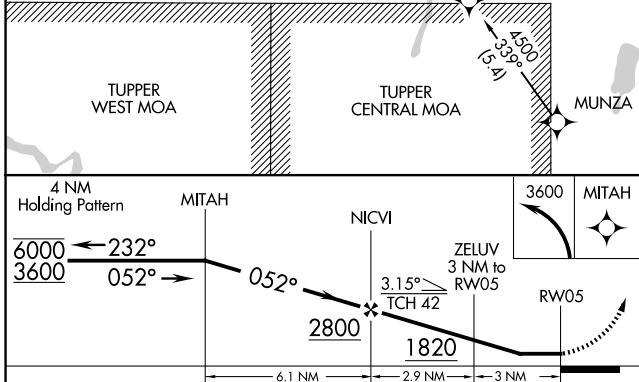 4500
339°
(5.4)
TUPPER
WEST MOA
TUPPER
CENTRAL MOA
MUNZA
4 NM
Holding Pattern
MITAH
NICVI
3600
MITAH
6000
3600
232°
052°
052°
3.15°
TCH 42
ZELUV
3 NM to
RW05
RW05
2800
1820
6.1 NM
2.9 NM
3 NM